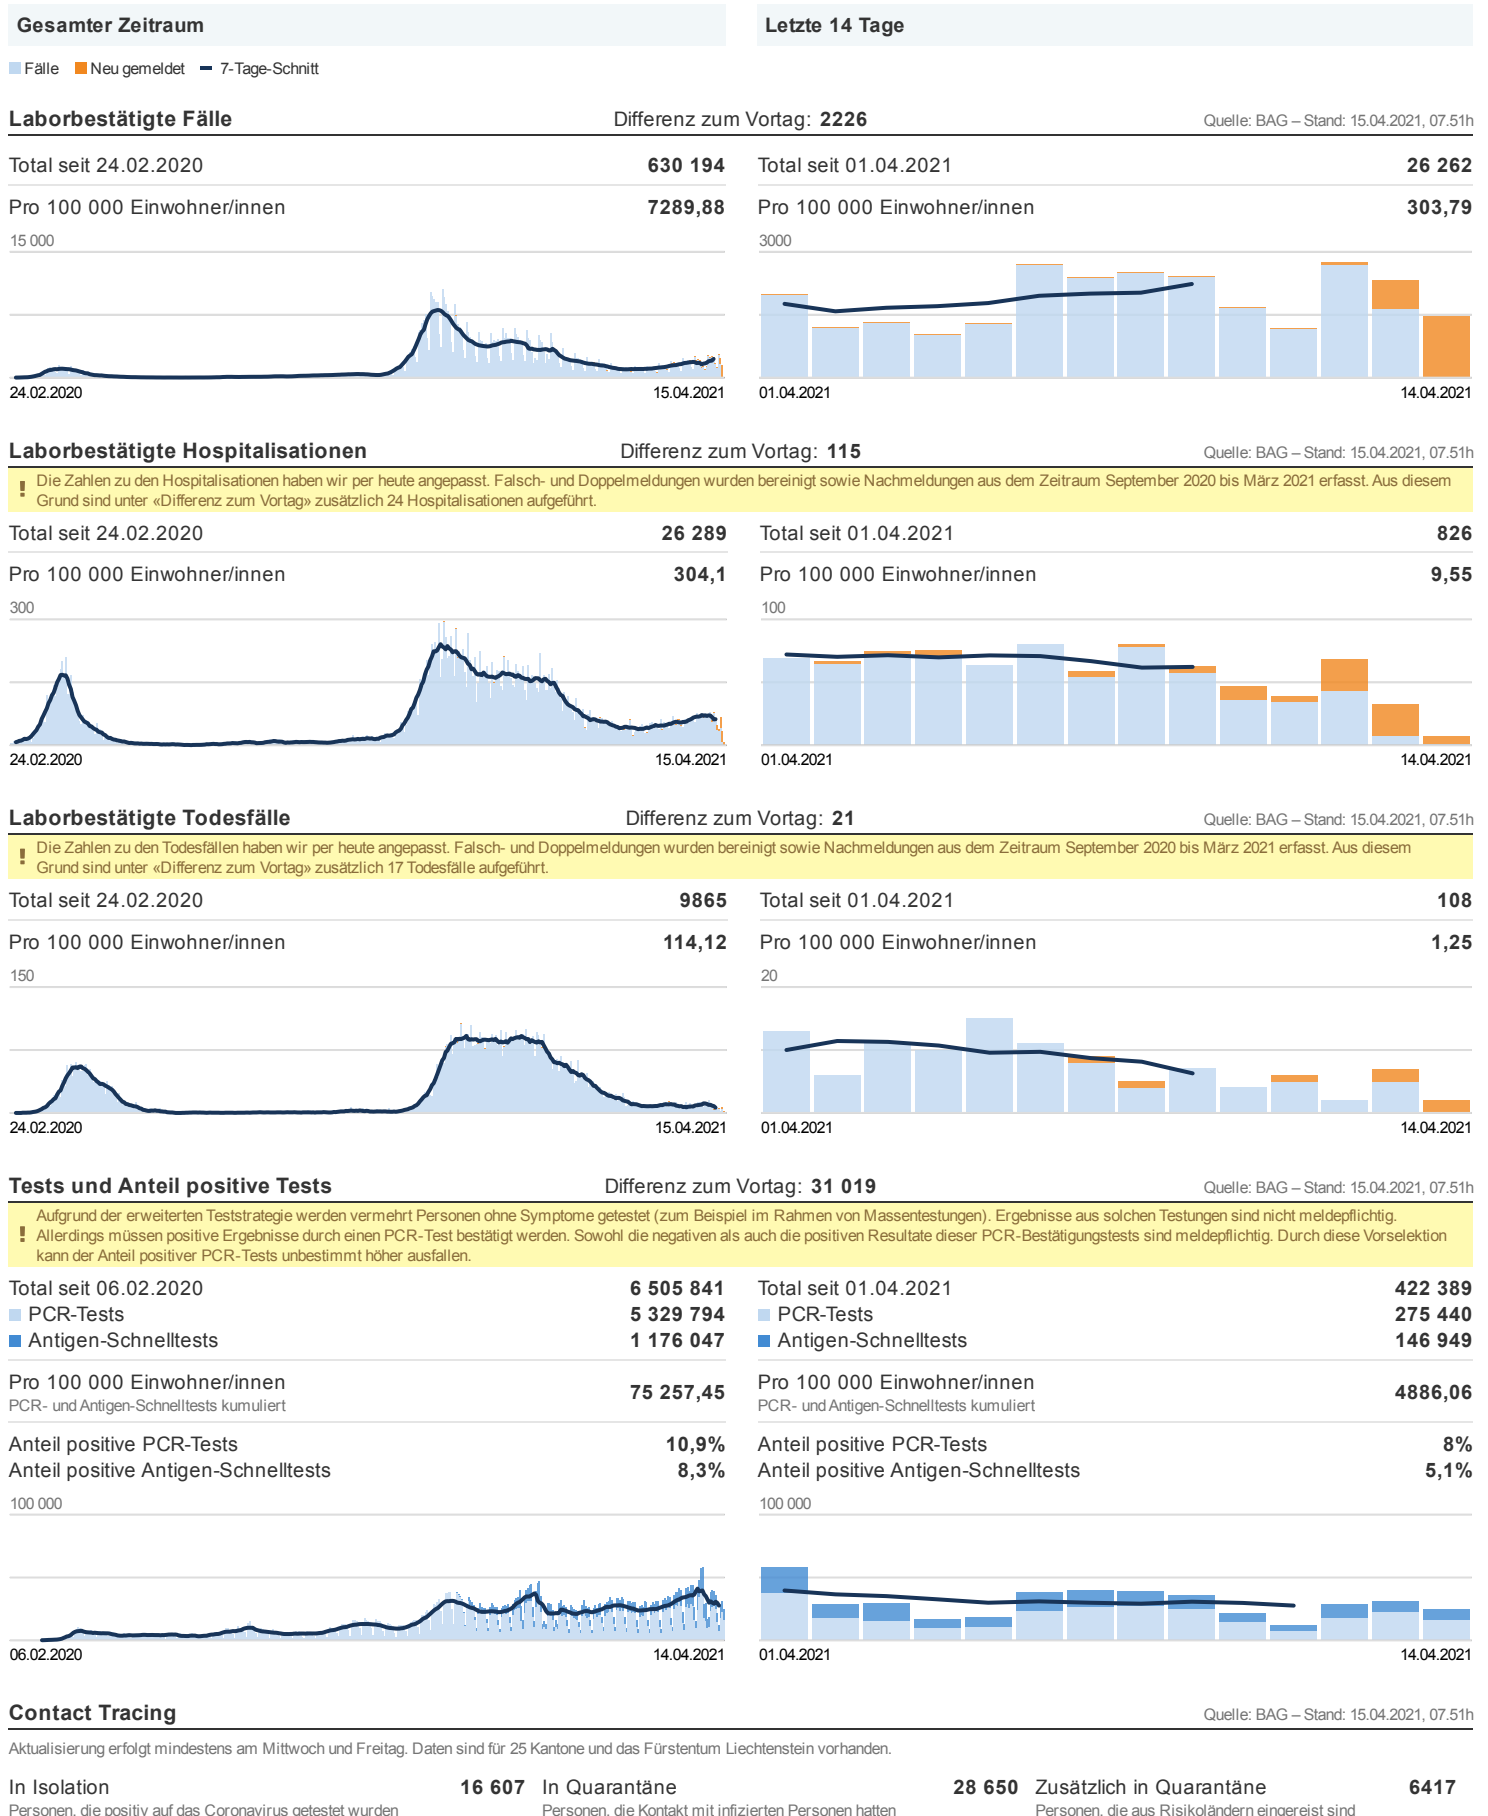 Gesamter Zeitraum
Letzte 14 Tage
Fälle Neu gemeldet 7-Tage-Schnitt
Laborbestätigte Fälle Differenz zum Vortag: 2226 Quelle: BAG – Stand: 15.04.2021, 07.51h
Total seit 24.02.2020 630 194
Pro 100 000 Einwohner/innen 7289,88
15 000
24.02.2020 15.04.2021
Total seit 01.04.2021 26 262
Pro 100 000 Einwohner/innen 303,79
3000
01.04.2021 14.04.2021
Laborbestätigte Hospitalisationen Differenz zum Vortag: 115 Quelle: BAG – Stand: 15.04.2021, 07.51h
! Die Zahlen zu den Hospitalisationen haben wir per heute angepasst. Falsch- und Doppelmeldungen wurden bereinigt sowie Nachmeldungen aus dem Zeitraum September 2020 bis März 2021 erfasst. Aus diesem
Grund sind unter «Differenz zum Vortag» zusätzlich 24 Hospitalisationen aufgeführt.
Total seit 24.02.2020 26 289
Pro 100 000 Einwohner/innen 304,1
300
24.02.2020 15.04.2021
Total seit 01.04.2021 826
Pro 100 000 Einwohner/innen 9,55
100
01.04.2021 14.04.2021
Laborbestätigte Todesfälle Differenz zum Vortag: 21 Quelle: BAG – Stand: 15.04.2021, 07.51h
! Die Zahlen zu den Todesfällen haben wir per heute angepasst. Falsch- und Doppelmeldungen wurden bereinigt sowie Nachmeldungen aus dem Zeitraum September 2020 bis März 2021 erfasst. Aus diesem
Grund sind unter «Differenz zum Vortag» zusätzlich 17 Todesfälle aufgeführt.
Total seit 24.02.2020 9865
Pro 100 000 Einwohner/innen 114,12
150
24.02.2020 15.04.2021
Total seit 01.04.2021 108
Pro 100 000 Einwohner/innen 1,25
20
01.04.2021 14.04.2021
Tests und Anteil positive Tests Differenz zum Vortag: 31 019 Quelle: BAG – Stand: 15.04.2021, 07.51h
Aufgrund der erweiterten Teststrategie werden vermehrt Personen ohne Symptome getestet (zum Beispiel im Rahmen von Massentestungen). Ergebnisse aus solchen Testungen sind nicht meldepflichtig.
! Allerdings müssen positive Ergebnisse durch einen PCR-Test bestätigt werden. Sowohl die negativen als auch die positiven Resultate dieser PCR-Bestätigungstests sind meldepflichtig. Durch diese Vorselektion
kann der Anteil positiver PCR-Tests unbestimmt höher ausfallen.
Total seit 06.02.2020 6 505 841
PCR-Tests 5 329 794
Antigen-Schnelltests 1 176 047
Pro 100 000 Einwohner/innen 75 257,45
PCR- und Antigen-Schnelltests kumuliert
Anteil positive PCR-Tests 10,9%
Anteil positive Antigen-Schnelltests 8,3%
100 000
06.02.2020 14.04.2021
Total seit 01.04.2021 422 389
PCR-Tests 275 440
Antigen-Schnelltests 146 949
Pro 100 000 Einwohner/innen 4886,06
PCR- und Antigen-Schnelltests kumuliert
Anteil positive PCR-Tests 8%
Anteil positive Antigen-Schnelltests 5,1%
100 000
01.04.2021 14.04.2021
Contact Tracing Quelle: BAG – Stand: 15.04.2021, 07.51h
Aktualisierung erfolgt mindestens am Mittwoch und Freitag. Daten sind für 25 Kantone und das Fürstentum Liechtenstein vorhanden.
In Isolation 16 607
Personen, die positiv auf das Coronavirus getestet wurden
In Quarantäne 28 650
Personen, die Kontakt mit infizierten Personen hatten
Zusätzlich in Quarantäne 6417
Personen, die aus Risikoländern eingereist sind